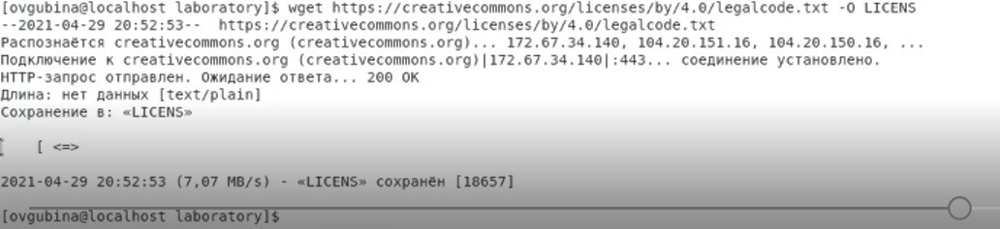 [ovgubina@localhost laboratory]$ wget https://creativecommons.org/licenses/by/4.0/legalcode.txt -O LICENS
--2021-04-29 20:52:53--  https://creativecommons.org/licenses/by/4.0/legalcode.txt
Распознаётся creativecommons.org (creativecommons.org)... 172.67.34.140, 104.20.151.16, 104.20.150.16, ...
Подключение к creativecommons.org (creativecommons.org)|172.67.34.140|:443... соединение установлено.
HTTP-запрос отправлен. Ожидание ответа... 200 OK
Длина: нет данных [text/plain]
Сохранение в: «LICENS»
[ <=>
2021-04-29 20:52:53 (7,07 MB/s) - «LICENS» сохранён [18657]
[ovgubina@localhost laboratory]$